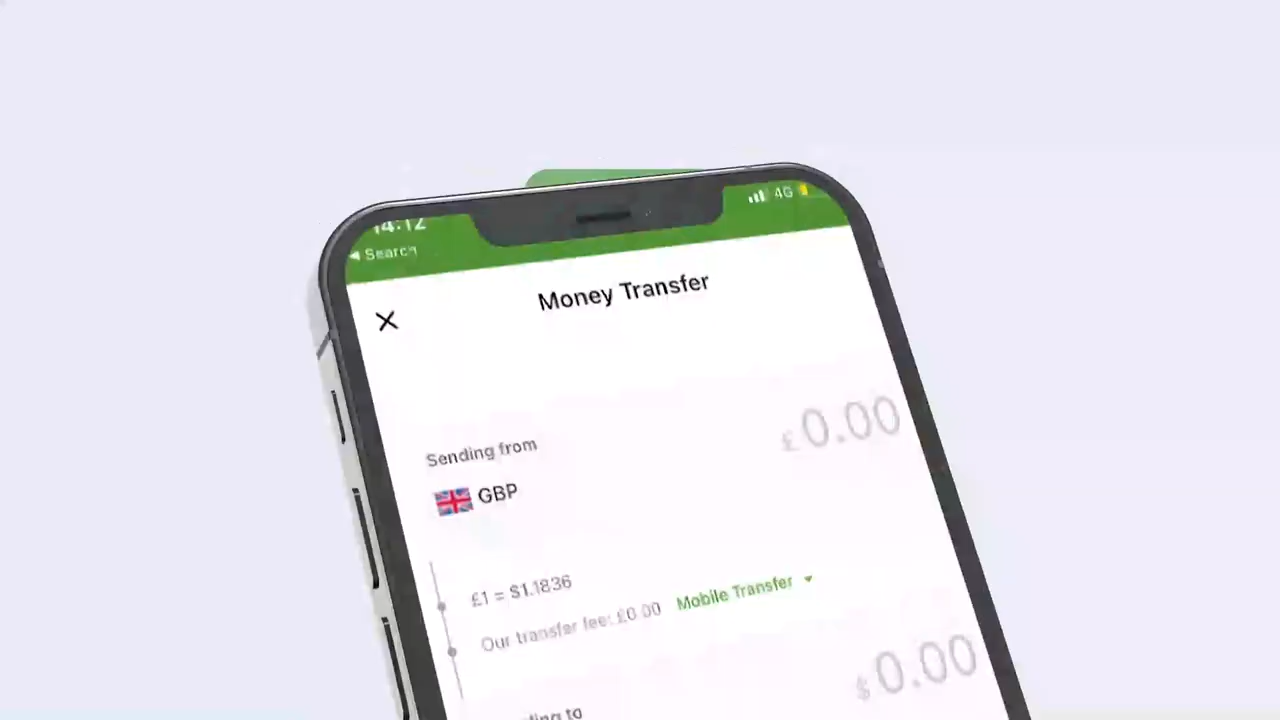 14:12
4G
◀ Search
Money Transfer
£0.00
Sending from
GBP
£1 = $1.1836
Our transfer fee: £0.00 Mobile Transfer
$0.00
to